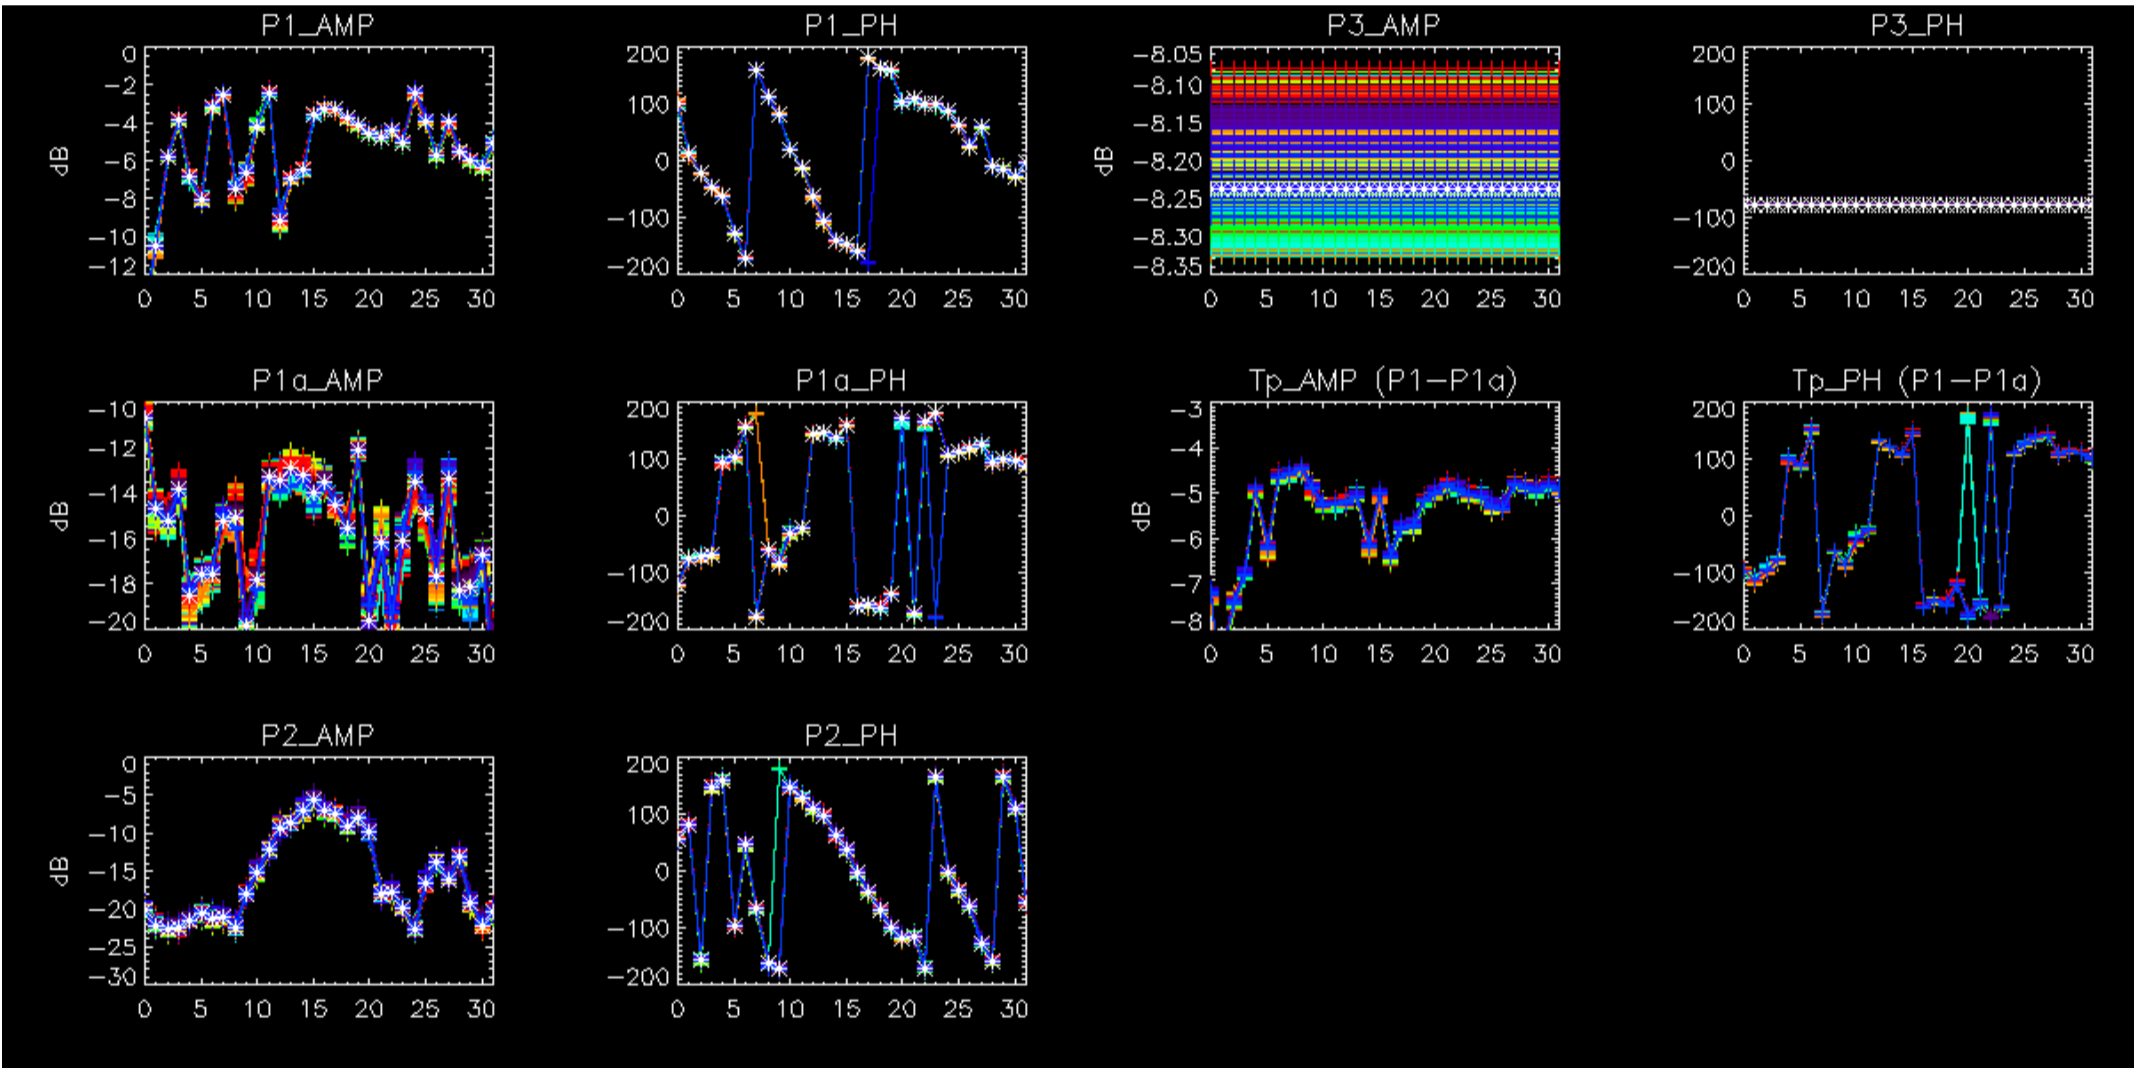 P1_AMP
P1_PH
P3_AMP
P3_PH
0
−2
−4
−6
−8
−10
−12
dB
0 5 10 15 20 25 30
200
100
0
−100
−200
0 5 10 15 20 25 30
−8.05
−8.10
−8.15
−8.20
−8.25
−8.30
−8.35
dB
0 5 10 15 20 25 30
200
100
0
−100
−200
0 5 10 15 20 25 30
P1a_AMP
P1a_PH
Tp_AMP (P1−P1a)
Tp_PH (P1−P1a)
−10
−12
−14
−16
−18
−20
dB
0 5 10 15 20 25 30
200
100
0
−100
−200
0 5 10 15 20 25 30
−3
−4
−5
−6
−7
−8
dB
0 5 10 15 20 25 30
200
100
0
−100
−200
0 5 10 15 20 25 30
P2_AMP
P2_PH
0
−5
−10
−15
−20
−25
−30
dB
0 5 10 15 20 25 30
200
100
0
−100
−200
0 5 10 15 20 25 30